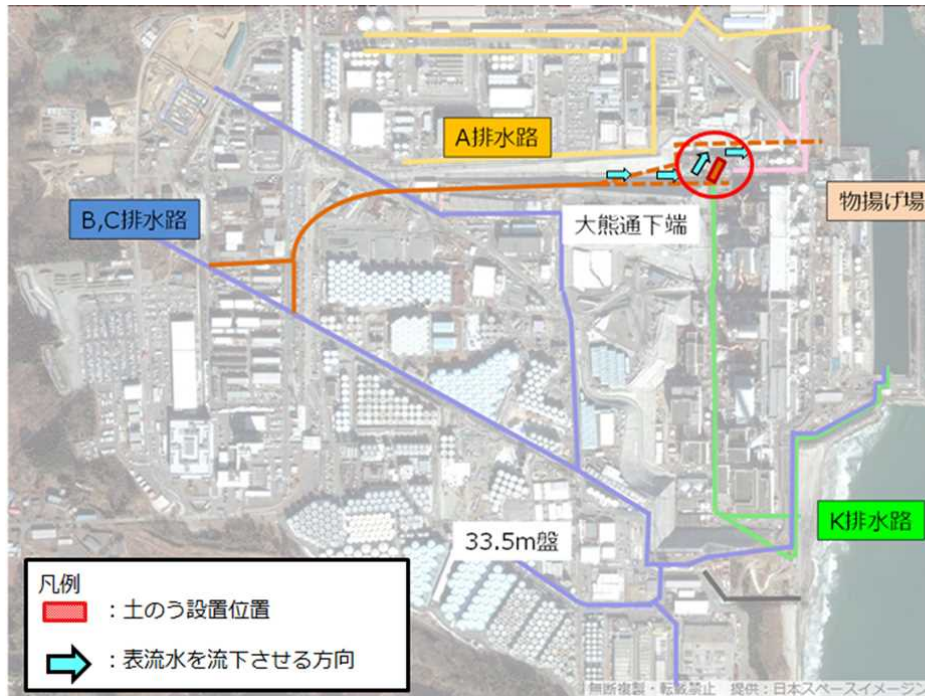 A排水路
B,C排水路
大熊通下端
物揚げ場
33.5m盤
K排水路
凡例
：土のう設置位置
：表流水を流下させる方向
無断複製・転載禁止　提供：日本スペースイメージン